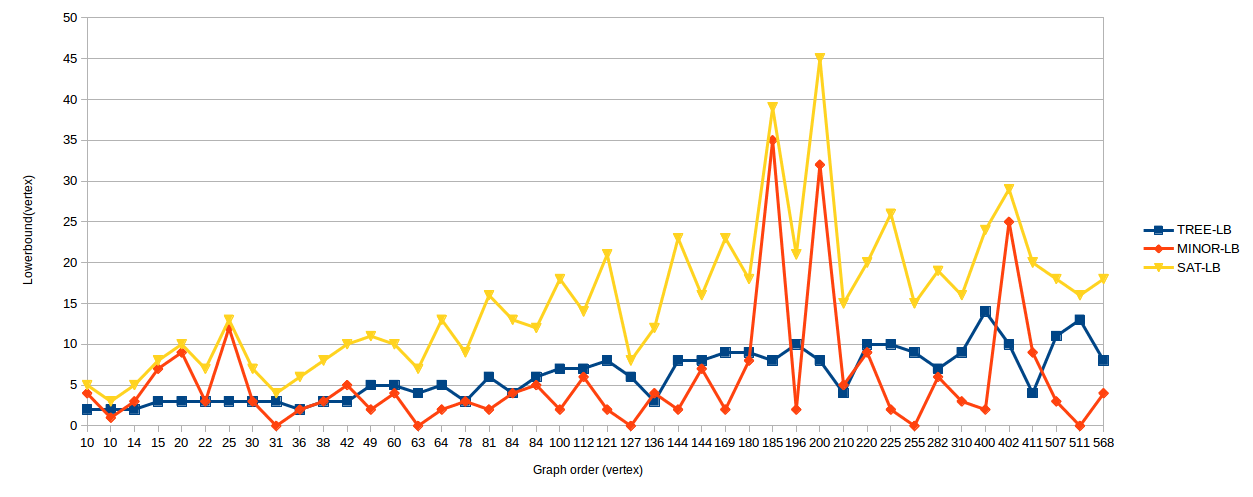 50
45
40
35
30
25
20
15
10
5
0
Lowerbound(vertex)
10 10 14 15 20 22 25 30 31 36 38 42 49 60 63 64 78 81 84 84 100 112 121 127 136 144 144 169 180 185 196 200 210 220 225 255 282 310 400 402 411 507 511 568
Graph order (vertex)
TREE-LB
MINOR-LB
SAT-LB